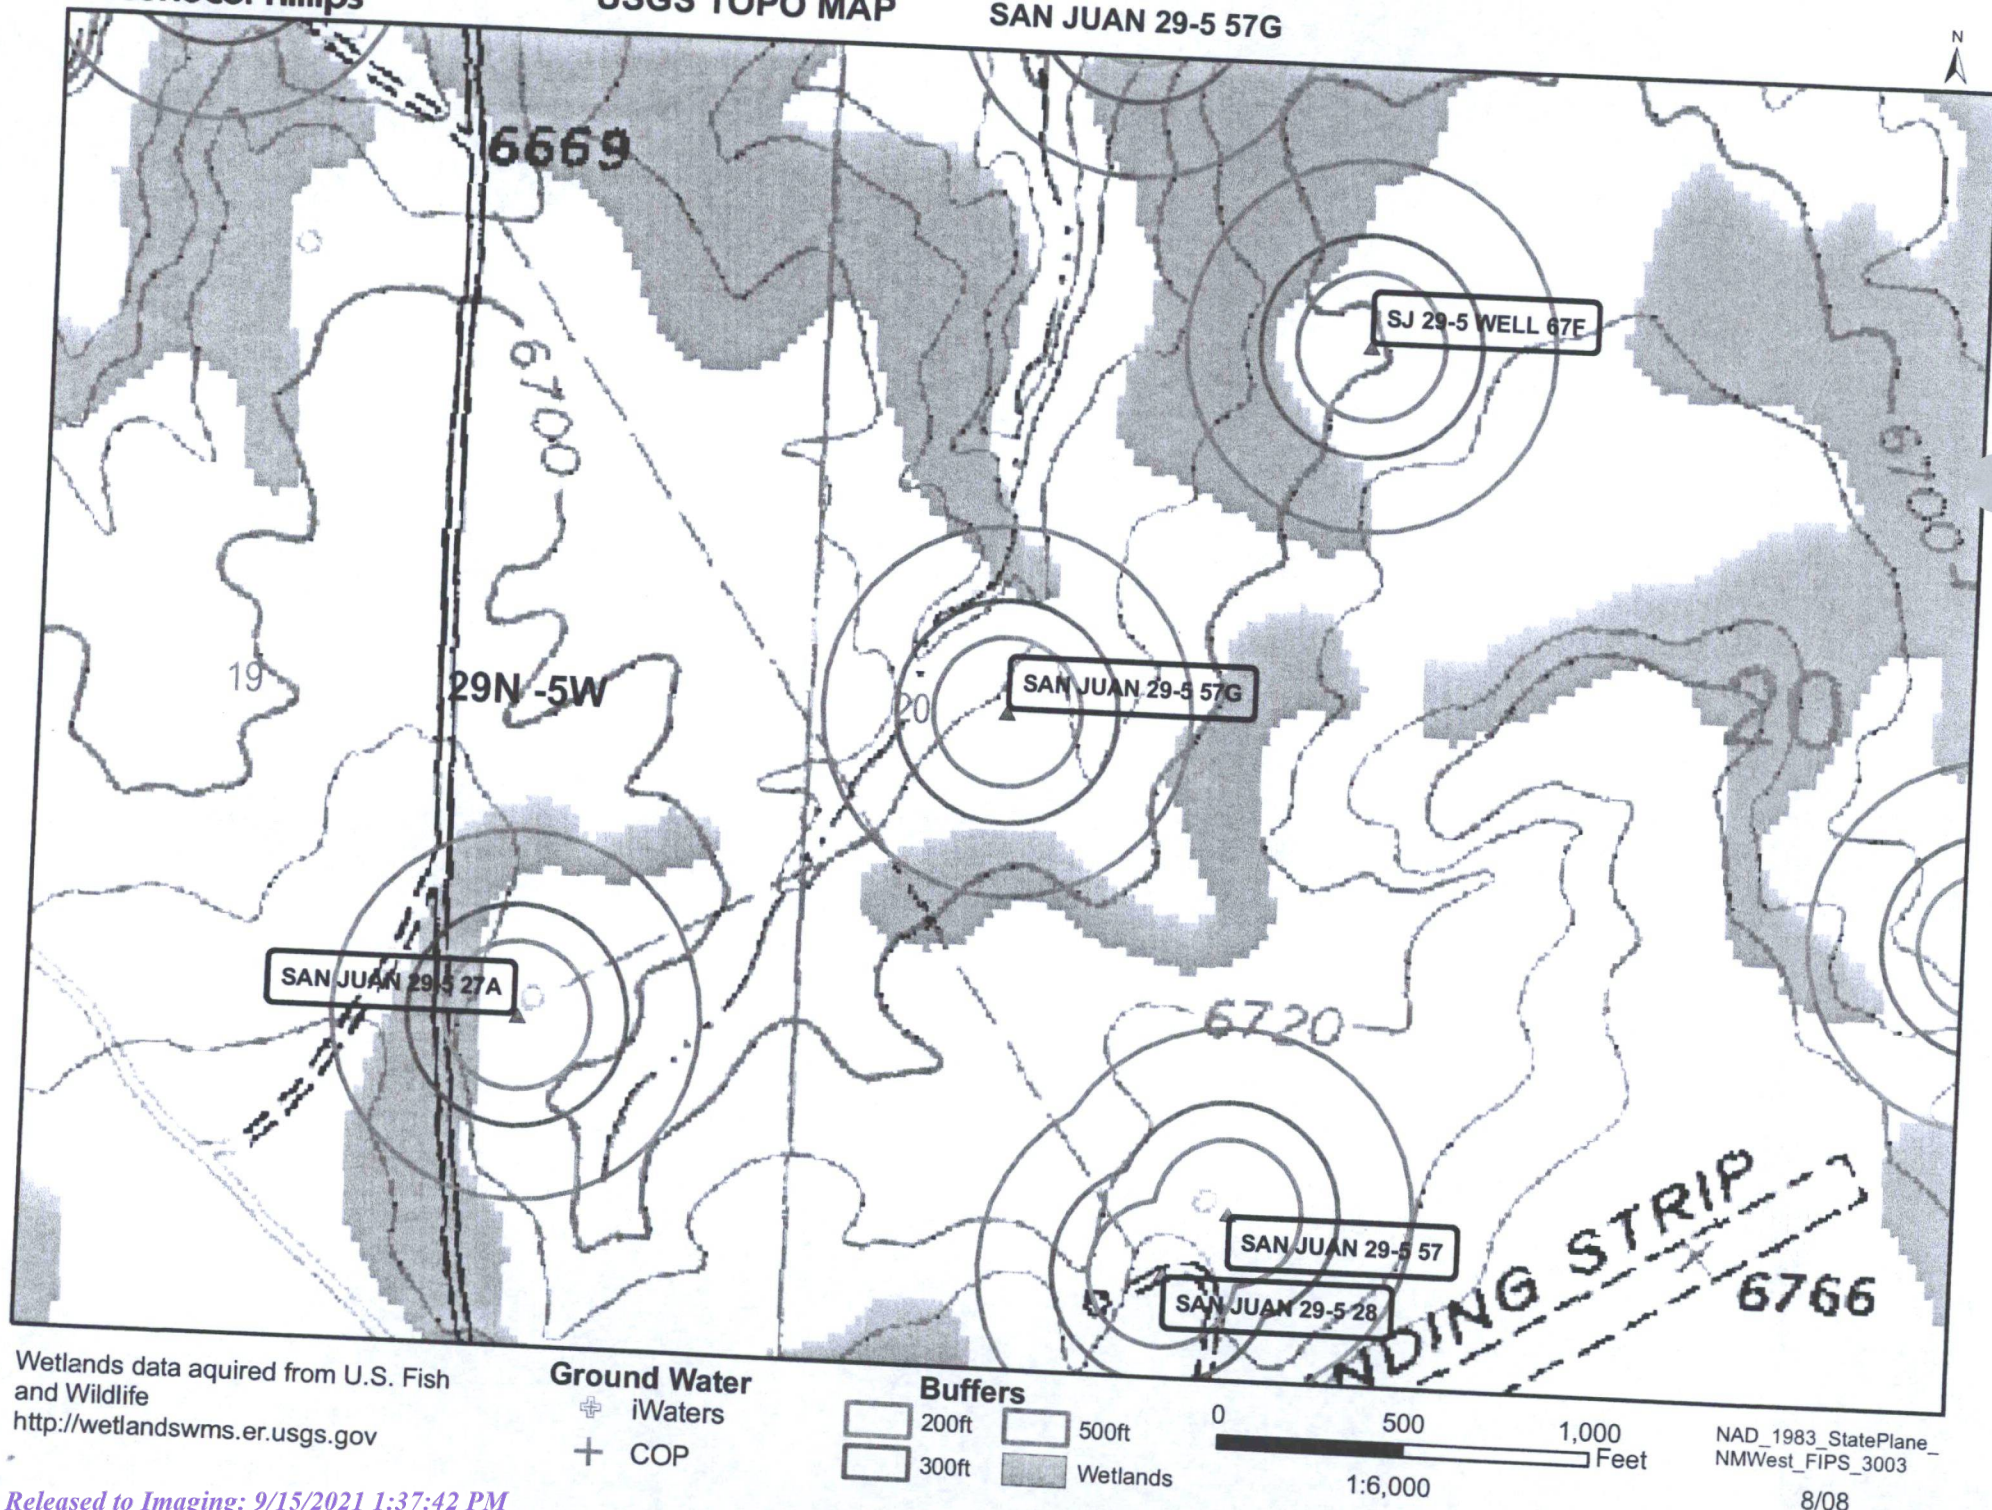 USGS TOPO MAP
SAN JUAN 29-5 57G
N
6669
SJ 29-5 WELL 67F
6700
6700
19
29N -5W
20
SAN JUAN 29-5 57G
20
SAN JUAN 29-5 27A
6720
SAN JUAN 29-5 57
SAN JUAN 29-5 28
NDING STRIP
6766
Wetlands data aquired from U.S. Fish
and Wildlife
http://wetlandswms.er.usgs.gov
Ground Water
iWaters
COP
Buffers
200ft
500ft
300ft
Wetlands
0 500 1,000
Feet
1:6,000
NAD_1983_StatePlane_
NMWest_FIPS_3003
8/08
Released to Imaging: 9/15/2021 1:37:42 PM